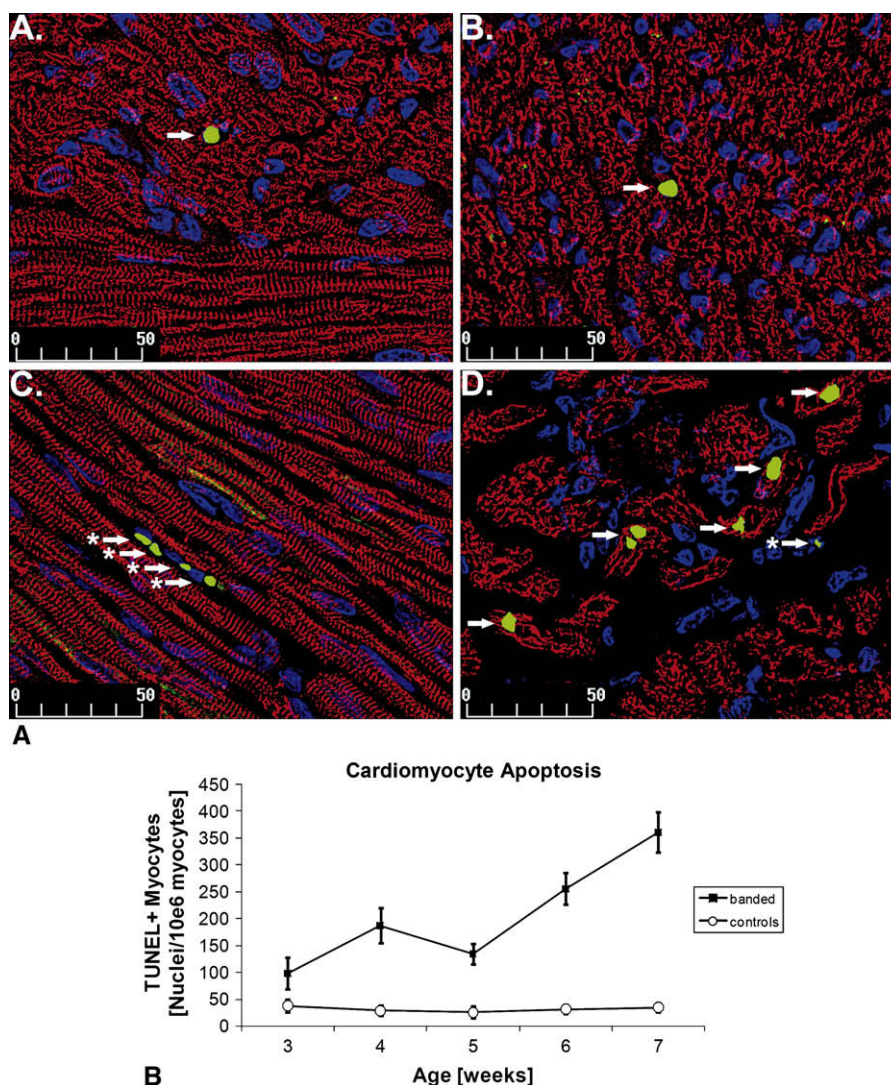 A.
B.
0 50
0 50
C.
D.
*
*
*
*
*
0 50
0 50
A
Cardiomyocyte Apoptosis
TUNEL+ Myocytes
[Nuclei/10e6 myocytes]
450
400
350
300
250
200
150
100
50
0
banded
controls
3 4 5 6 7
Age [weeks]
B